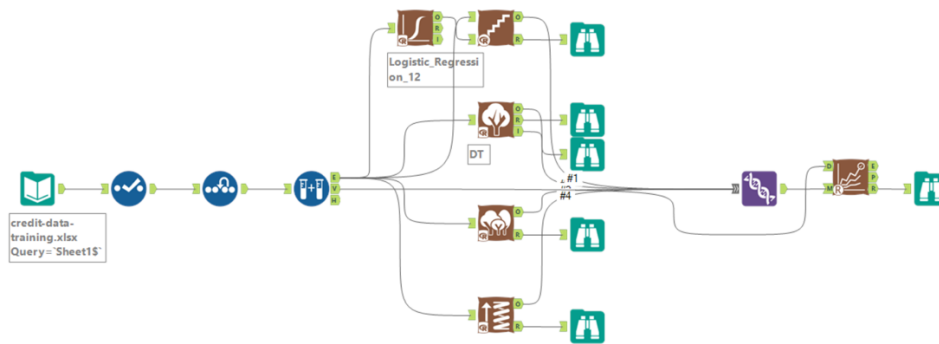 O
R
I
O
R
Logistic_Regressi
on_12
O
R
I
DT
E
V
H
#1
#4
D
M
E
P
R
O
R
O
R
credit-data-
training.xlsx
Query=`Sheet1$`